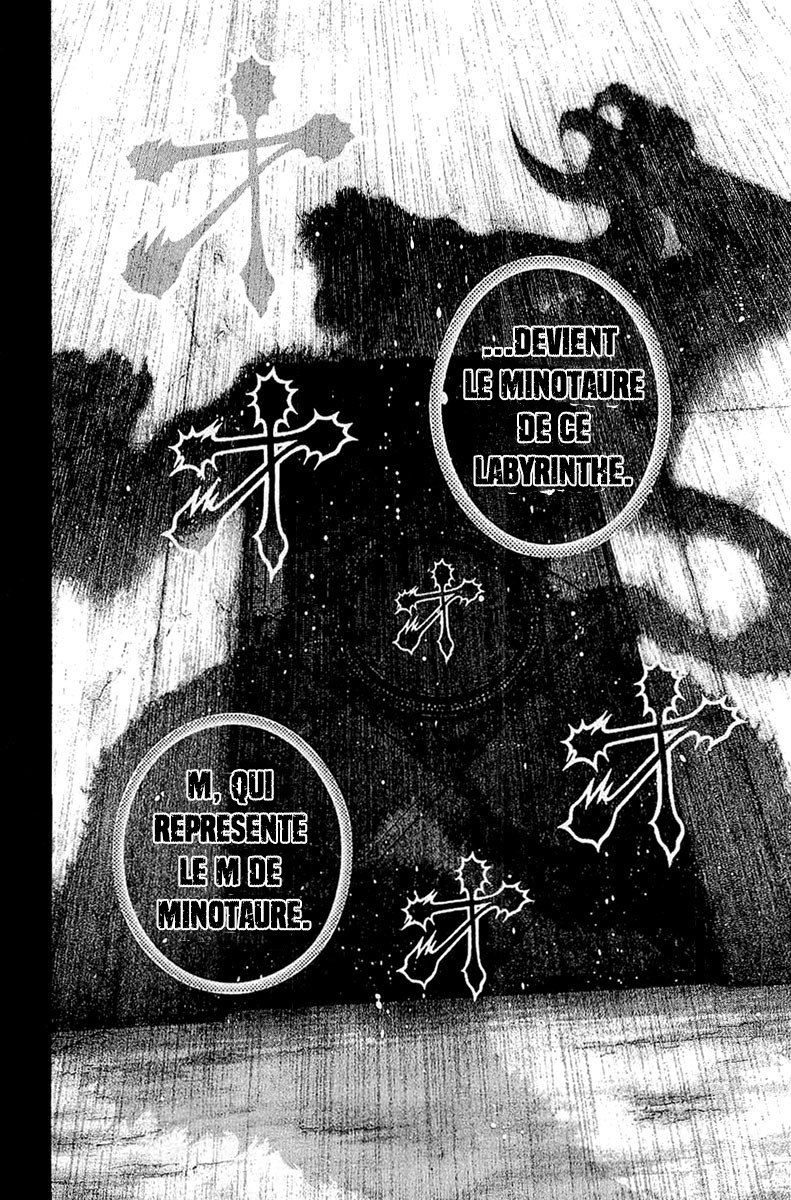 ...DEVIENT
LE MINOTAURE
DE CE
LABYRINTHE.
M, QUI
REPRESENTE
LE M DE
MINOTAURE.